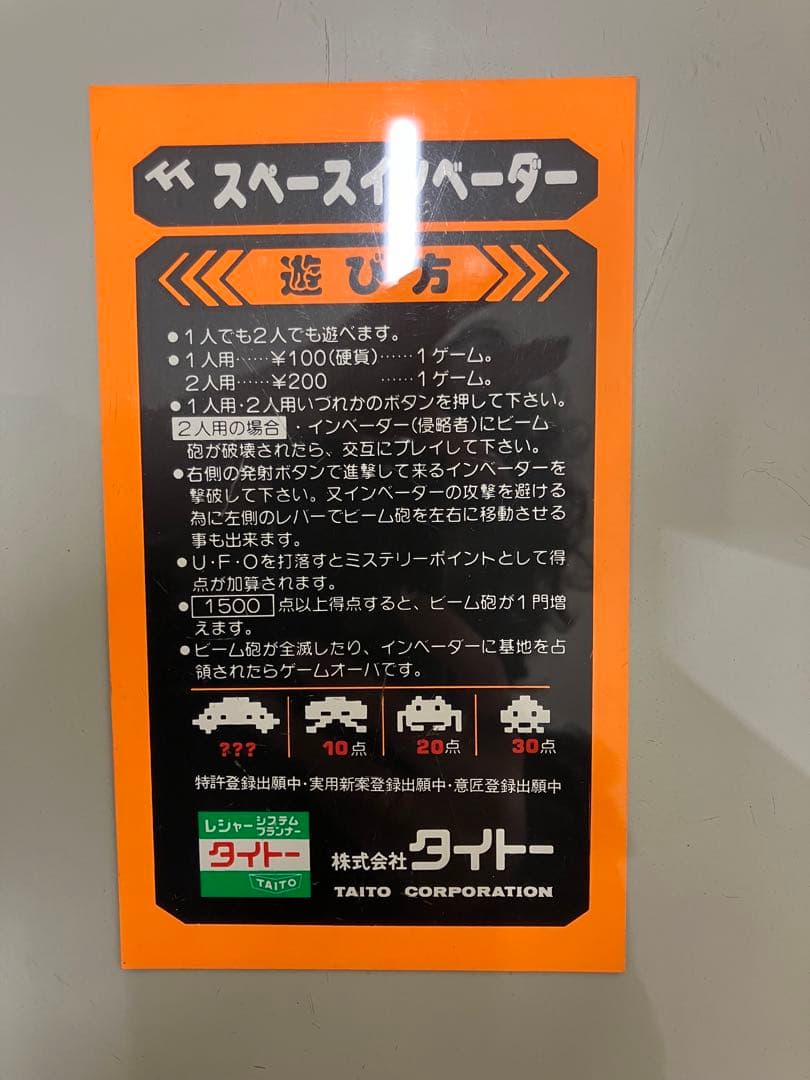 TT スペースインベーダー
遊び方
●1人でも2人でも遊べます。
●1人用……¥100(硬貨)……1ゲーム。
2人用……¥200 ……1ゲーム。
●1人用・2人用いづれかのボタンを押して下さい。
2人用の場合・インベーダー(侵略者)にビーム
砲が破壊されたら、交互にプレイして下さい。
●右側の発射ボタンで進撃して来るインベーダーを
撃破して下さい。又インベーターの攻撃を避ける
為に左側のレバーでビーム砲を左右に移動させる
事も出来ます。
●U・F・Oを打落すとミステリーポイントとして得
点が加算されます。
●1500点以上得点すると、ビーム砲が1門増
えます。
●ビーム砲が全滅したり、インベーダーに基地を占
領されたらゲームオーバです。
??? 10点 20点 30点
特許登録出願中・実用新案登録出願中・意匠登録出願中
レジャーシステムプランナー
タイトー
TAITO
株式会社タイトー
TAITO CORPORATION